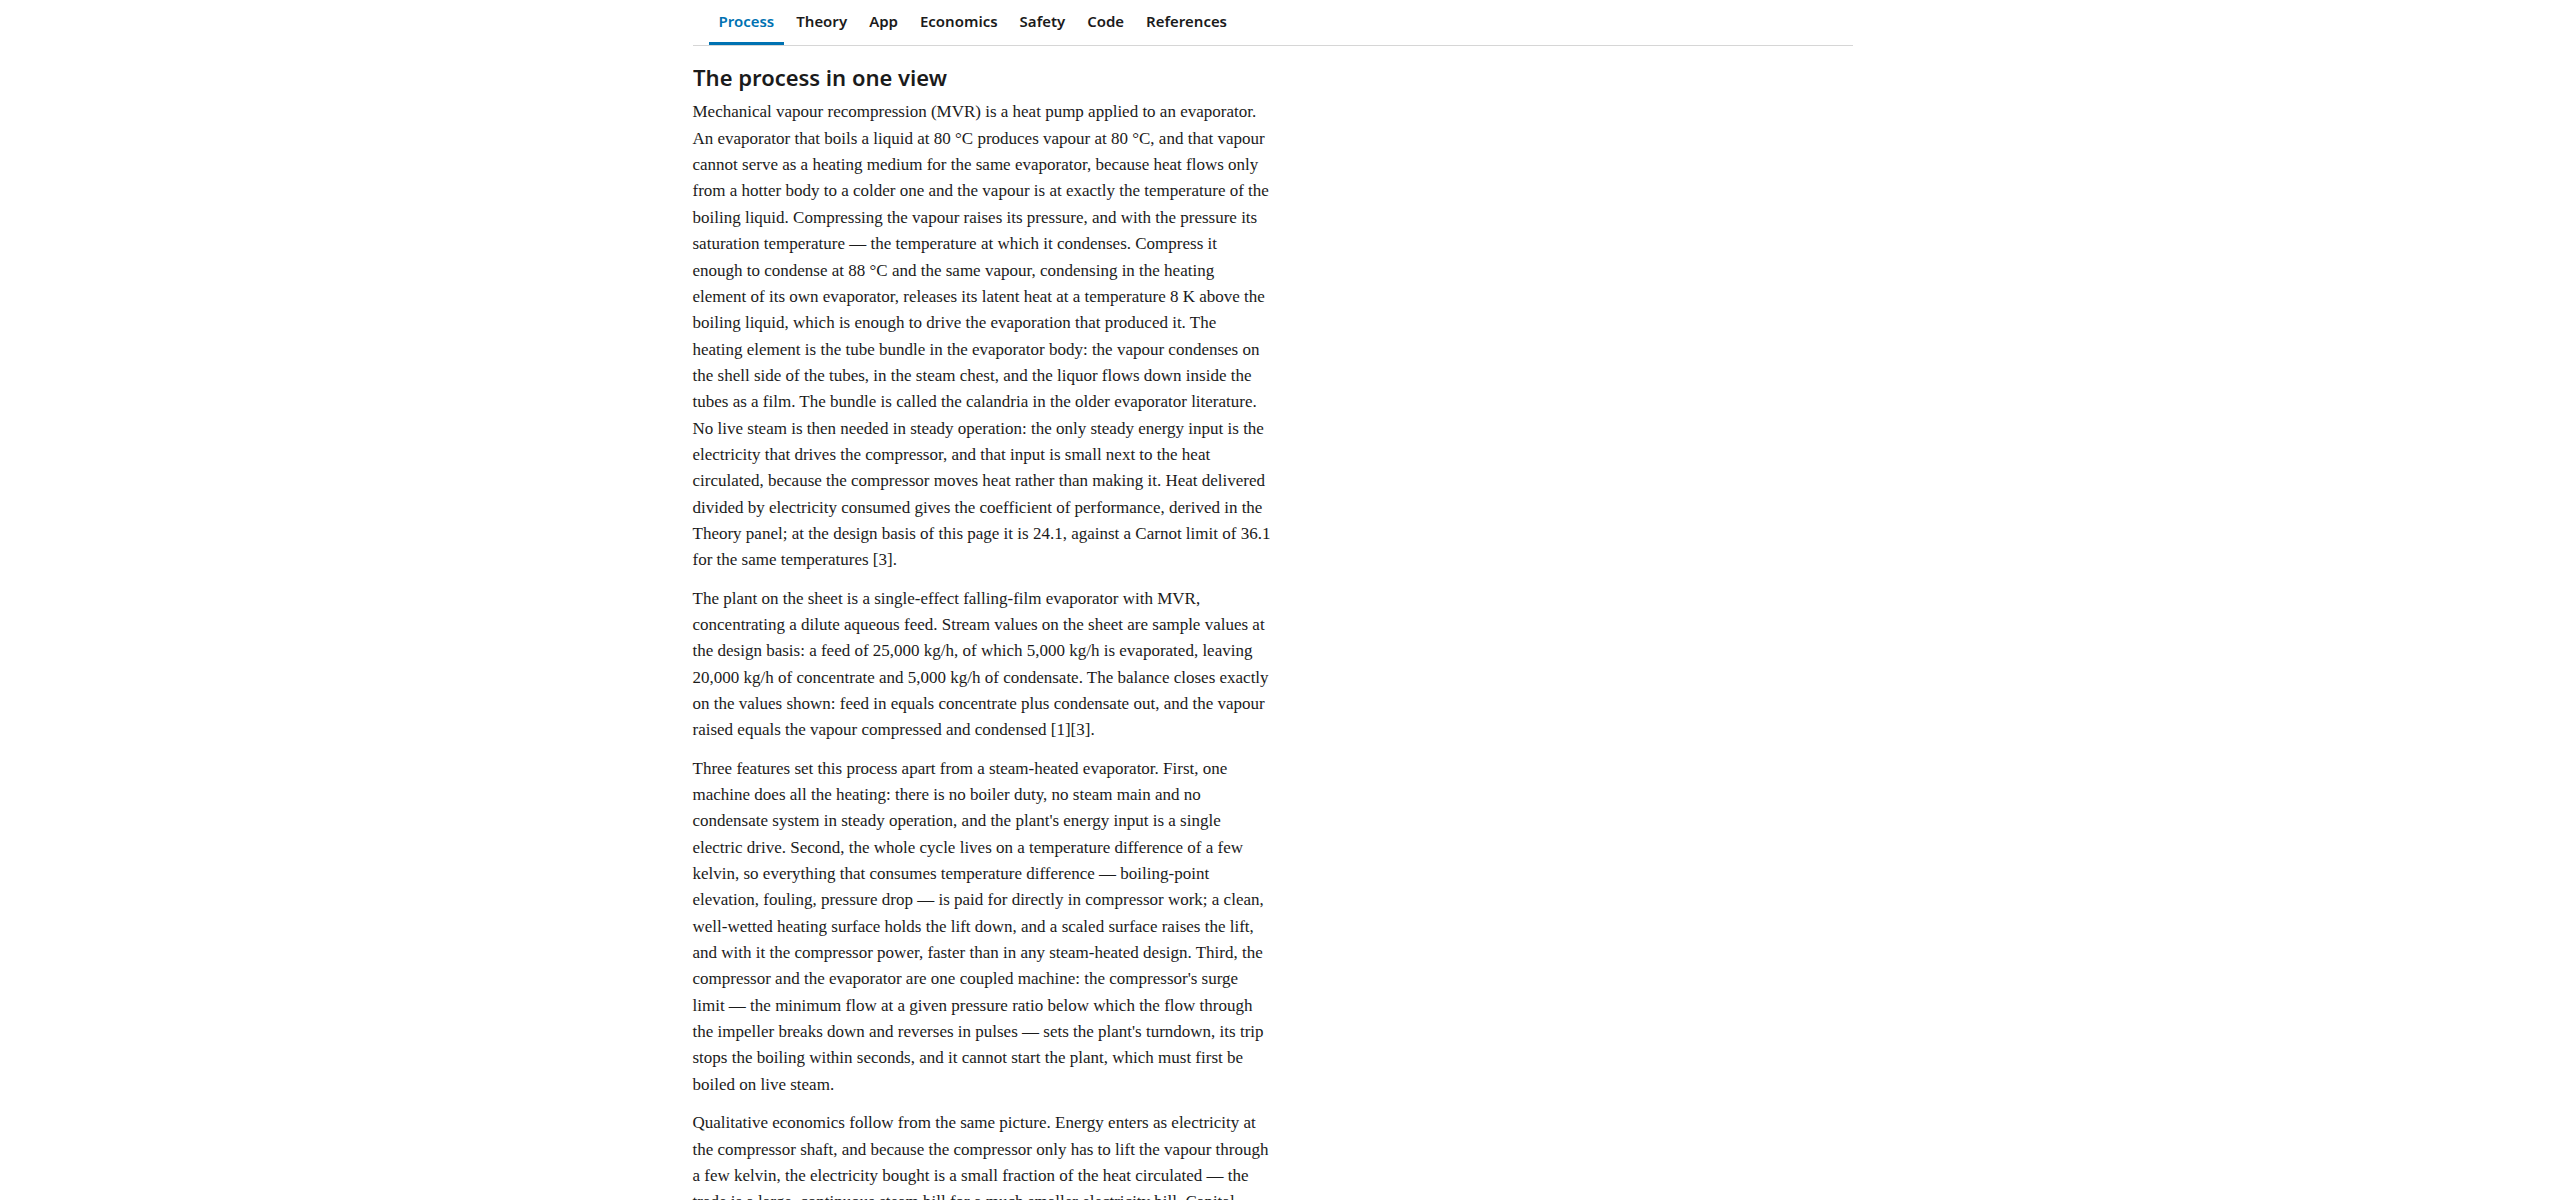 Process Theory App Economics Safety Code References
The process in one view
Mechanical vapour recompression (MVR) is a heat pump applied to an evaporator.
An evaporator that boils a liquid at 80 °C produces vapour at 80 °C, and that vapour
cannot serve as a heating medium for the same evaporator, because heat flows only
from a hotter body to a colder one and the vapour is at exactly the temperature of the
boiling liquid. Compressing the vapour raises its pressure, and with the pressure its
saturation temperature — the temperature at which it condenses. Compress it
enough to condense at 88 °C and the same vapour, condensing in the heating
element of its own evaporator, releases its latent heat at a temperature 8 K above the
boiling liquid, which is enough to drive the evaporation that produced it. The
heating element is the tube bundle in the evaporator body: the vapour condenses on
the shell side of the tubes, in the steam chest, and the liquor flows down inside the
tubes as a film. The bundle is called the calandria in the older evaporator literature.
No live steam is then needed in steady operation: the only steady energy input is the
electricity that drives the compressor, and that input is small next to the heat
circulated, because the compressor moves heat rather than making it. Heat delivered
divided by electricity consumed gives the coefficient of performance, derived in the
Theory panel; at the design basis of this page it is 24.1, against a Carnot limit of 36.1
for the same temperatures [3].
The plant on the sheet is a single-effect falling-film evaporator with MVR,
concentrating a dilute aqueous feed. Stream values on the sheet are sample values at
the design basis: a feed of 25,000 kg/h, of which 5,000 kg/h is evaporated, leaving
20,000 kg/h of concentrate and 5,000 kg/h of condensate. The balance closes exactly
on the values shown: feed in equals concentrate plus condensate out, and the vapour
raised equals the vapour compressed and condensed [1][3].
Three features set this process apart from a steam-heated evaporator. First, one
machine does all the heating: there is no boiler duty, no steam main and no
condensate system in steady operation, and the plant's energy input is a single
electric drive. Second, the whole cycle lives on a temperature difference of a few
kelvin, so everything that consumes temperature difference — boiling-point
elevation, fouling, pressure drop — is paid for directly in compressor work; a clean,
well-wetted heating surface holds the lift down, and a scaled surface raises the lift,
and with it the compressor power, faster than in any steam-heated design. Third, the
compressor and the evaporator are one coupled machine: the compressor's surge
limit — the minimum flow at a given pressure ratio below which the flow through
the impeller breaks down and reverses in pulses — sets the plant's turndown, its trip
stops the boiling within seconds, and it cannot start the plant, which must first be
boiled on live steam.
Qualitative economics follow from the same picture. Energy enters as electricity at
the compressor shaft, and because the compressor only has to lift the vapour through
a few kelvin, the electricity bought is a small fraction of the heat circulated — the
trade is a large, continuous steam bill for a much smaller electricity bill. Capital